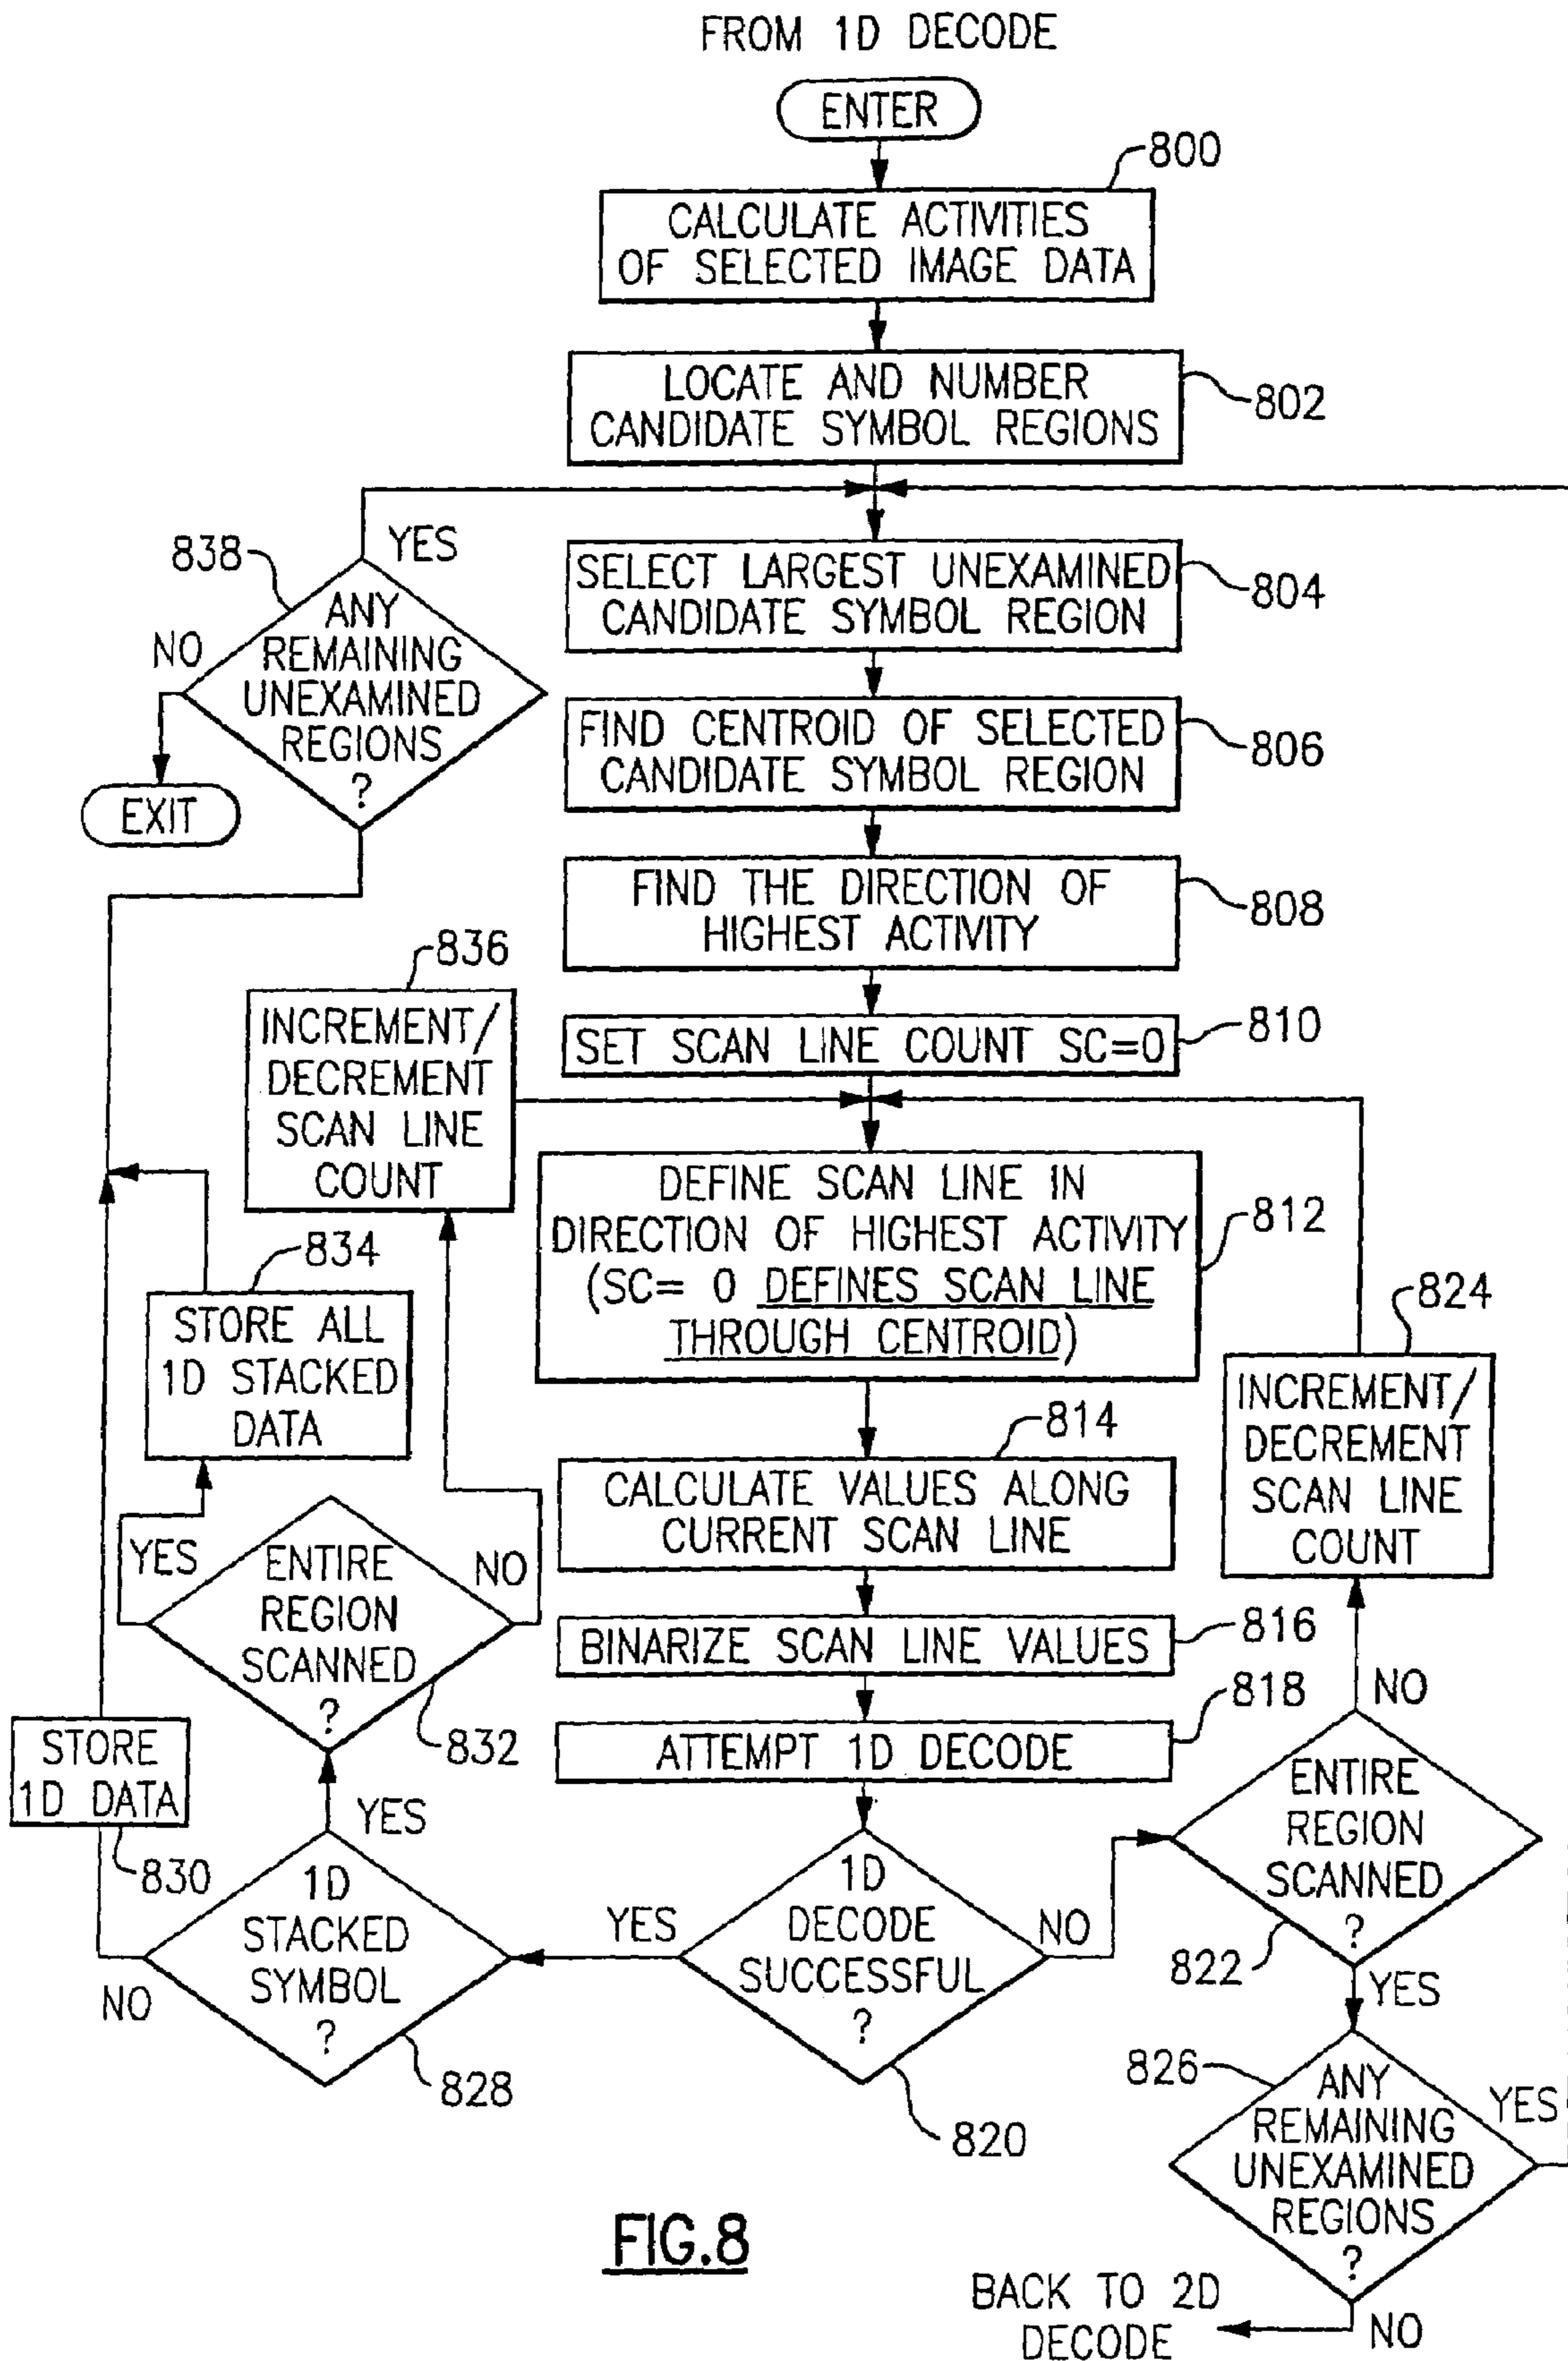 FROM 1D DECODE
ENTER
800
CALCULATE ACTIVITIES
OF SELECTED IMAGE DATA
LOCATE AND NUMBER
CANDIDATE SYMBOL REGIONS
802
838
YES
ANY
REMAINING
UNEXAMINED
REGIONS
?
NO
EXIT
SELECT LARGEST UNEXAMINED
CANDIDATE SYMBOL REGION
804
FIND CENTROID OF SELECTED
CANDIDATE SYMBOL REGION
806
FIND THE DIRECTION OF
HIGHEST ACTIVITY
808
836
INCREMENT/
DECREMENT
SCAN LINE
COUNT
SET SCAN LINE COUNT SC=0
810
DEFINE SCAN LINE IN
DIRECTION OF HIGHEST ACTIVITY
(SC= 0 DEFINES SCAN LINE
THROUGH CENTROID)
812
834
STORE ALL
1D STACKED
DATA
824
INCREMENT/
DECREMENT
SCAN LINE
COUNT
814
CALCULATE VALUES ALONG
CURRENT SCAN LINE
YES
ENTIRE
REGION
SCANNED
?
NO
832
BINARIZE SCAN LINE VALUES
816
ATTEMPT 1D DECODE
818
STORE
1D DATA
830
YES
1D
STACKED
SYMBOL
?
NO
828
YES
1D
DECODE
SUCCESSFUL
?
NO
820
NO
ENTIRE
REGION
SCANNED
?
822
YES
826
ANY
REMAINING
UNEXAMINED
REGIONS
?
YES
NO
BACK TO 2D
DECODE
FIG.8